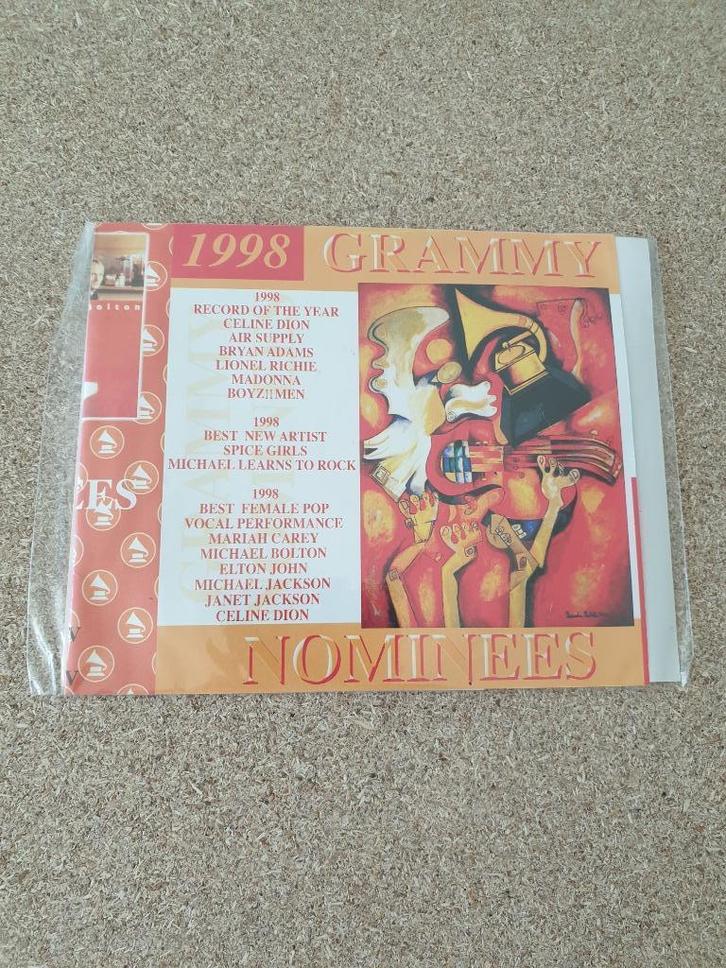 1998 GRAMMY
1998
RECORD OF THE YEAR
CELINE DION
AIR SUPPLY
BRYAN ADAMS
LIONEL RICHIE
MADONNA
BOYZ!!MEN
1998
BEST NEW ARTIST
SPICE GIRLS
MICHAEL LEARNS TO ROCK
1998
BEST FEMALE POP
VOCAL PERFORMANCE
MARIAH CAREY
MICHAEL BOLTON
ELTON JOHN
MICHAEL JACKSON
JANET JACKSON
CELINE DION
NOMINEES
olton
EES
V
V